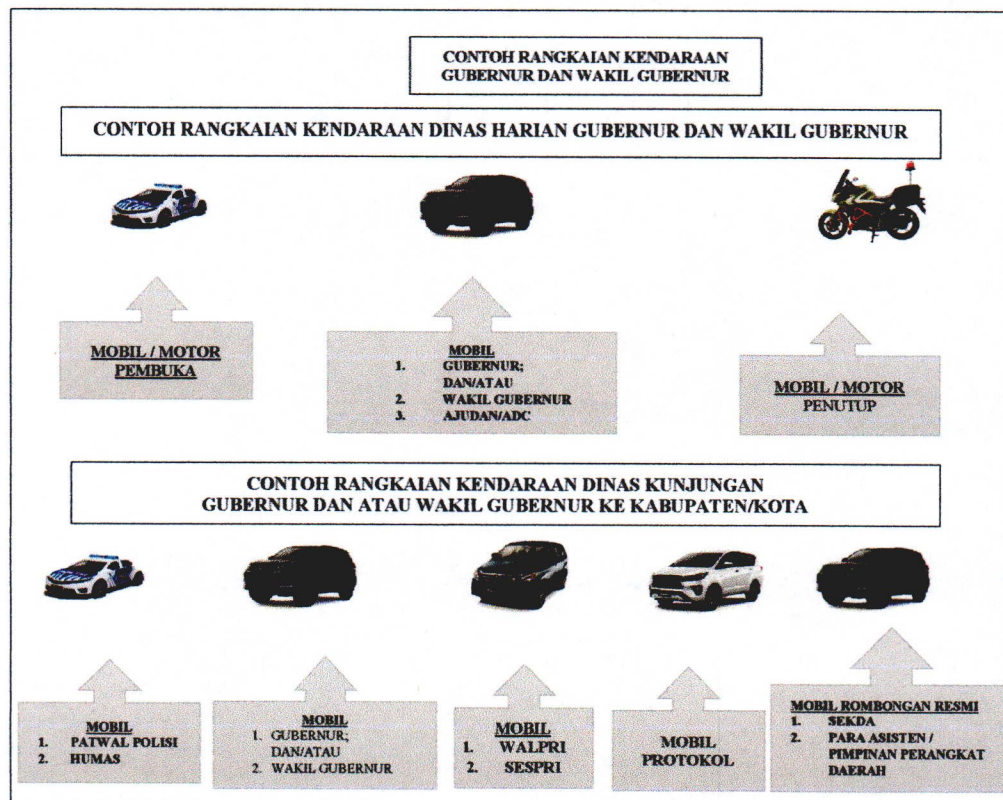 CONTOH RANGKAIAN KENDARAAN
GUBERNUR DAN WAKIL GUBERNUR
CONTOH RANGKAIAN KENDARAAN DINAS HARIAN GUBERNUR DAN WAKIL GUBERNUR
MOBIL / MOTOR
PEMBUKA
MOBIL
1. GUBERNUR;
DAN/ATAU
2. WAKIL GUBERNUR
3. AJUDAN/ADC
MOBIL / MOTOR
PENUTUP
CONTOH RANGKAIAN KENDARAAN DINAS KUNJUNGAN
GUBERNUR DAN ATAU WAKIL GUBERNUR KE KABUPATEN/KOTA
MOBIL
1. PATWAL POLISI
2. HUMAS
MOBIL
1. GUBERNUR;
DAN/ATAU
2. WAKIL GUBERNUR
MOBIL
1. WALPRI
2. SESPRI
MOBIL
PROTOKOL
MOBIL ROMBONGAN RESMI
1. SEKDA
2. PARA ASISTEN /
PIMPINAN PERANGKAT
DAERAH